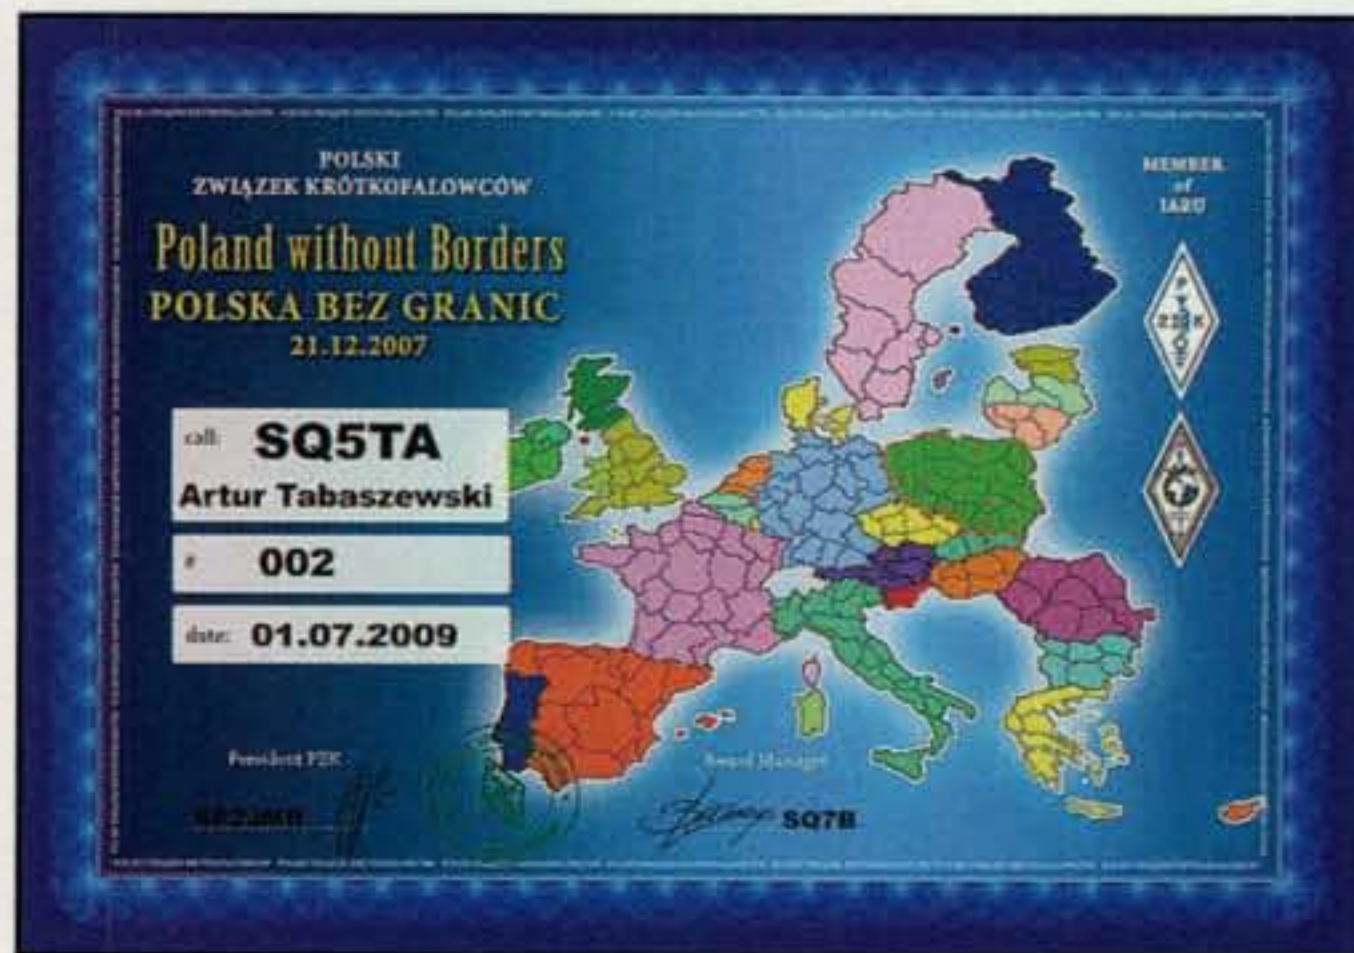 POLSKI
ZWIĄZEK KRÓTKOFALOWCÓW
Poland without Borders
POLSKA BEZ GRANIC
21.12.2007
call: SQ5TA
Artur Tabaszewski
# 002
date: 01.07.2009
MEMBER
of
IARU
President PZK
Award Manager
SQ7B